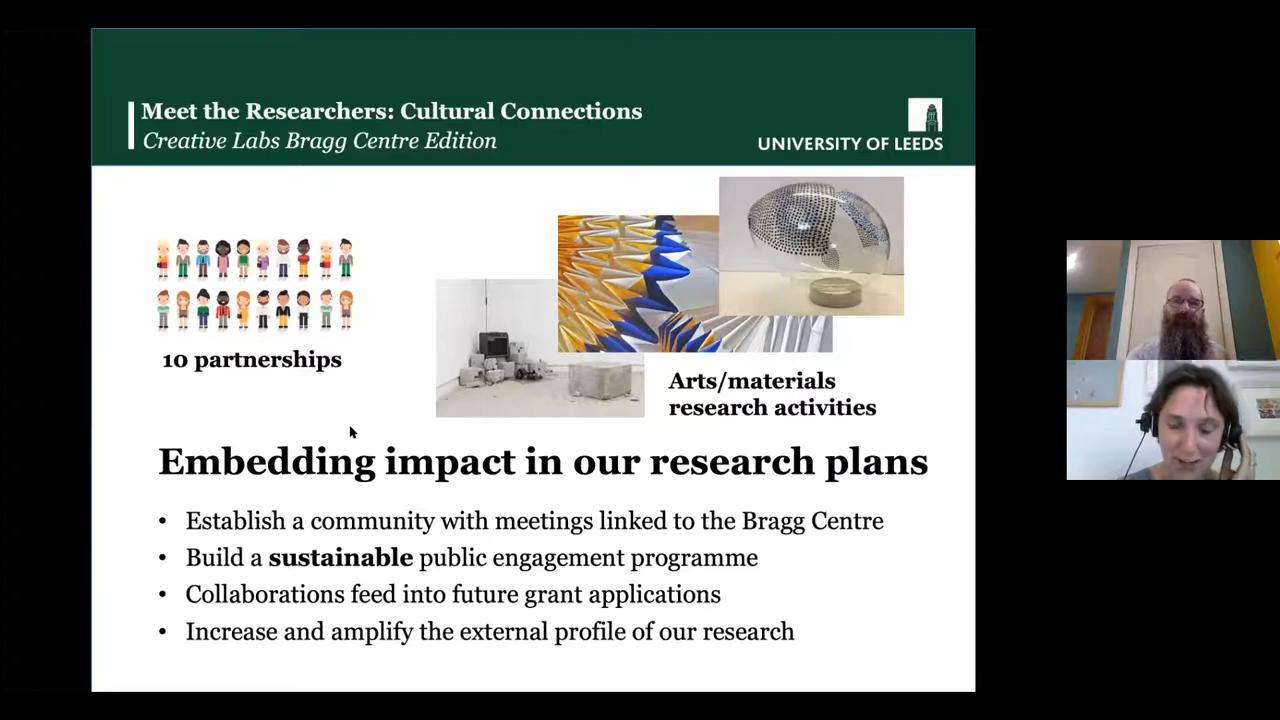 Meet the Researchers: Cultural Connections
Creative Labs Bragg Centre Edition
UNIVERSITY OF LEEDS
10 partnerships
Arts/materials
research activities
Embedding impact in our research plans
• Establish a community with meetings linked to the Bragg Centre
• Build a sustainable public engagement programme
• Collaborations feed into future grant applications
• Increase and amplify the external profile of our research